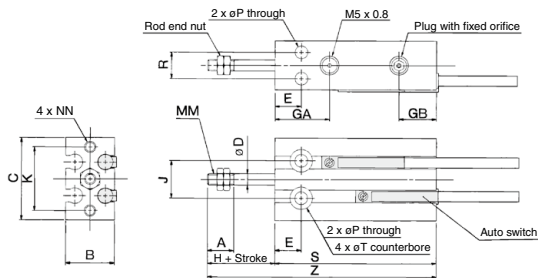 2 x øP through
M5 x 0.8
Rod end nut
Plug with fixed orifice
R
E
GA
GB
4 x NN
MM
øD
C
K
J
B
A
E
2 x øP through
4 x øT counterbore
Auto switch
H + Stroke
S
Z